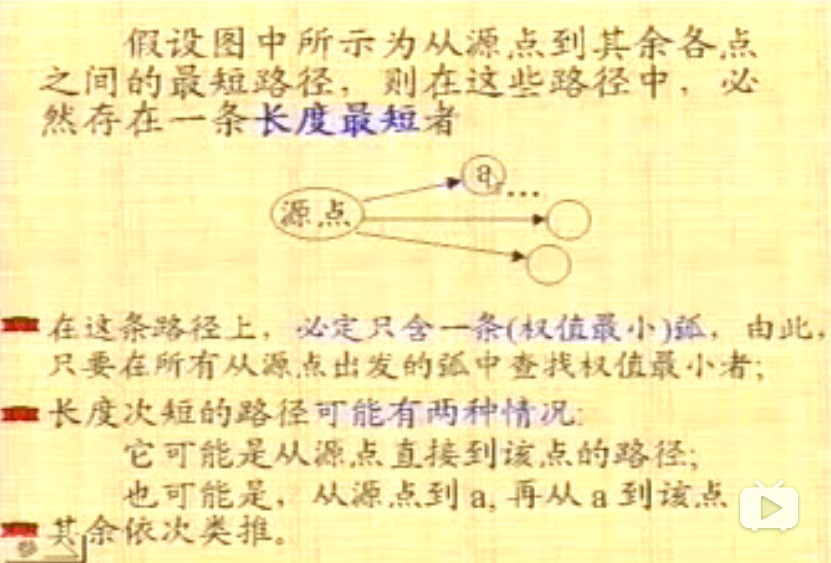 假设图中所示为从源点到其余各点
之间的最短路径，则在这些路径中，必
然存在一条长度最短者
a
...
源点
在这条路径上，必定只含一条(权值最小)弧，由此，
只要在所有从源点出发的弧中查找权值最小者;
长度次短的路径可能有两种情况:
它可能是从源点直接到该点的路径;
也可能是，从源点到a,再从a到该点
其余依次类推。